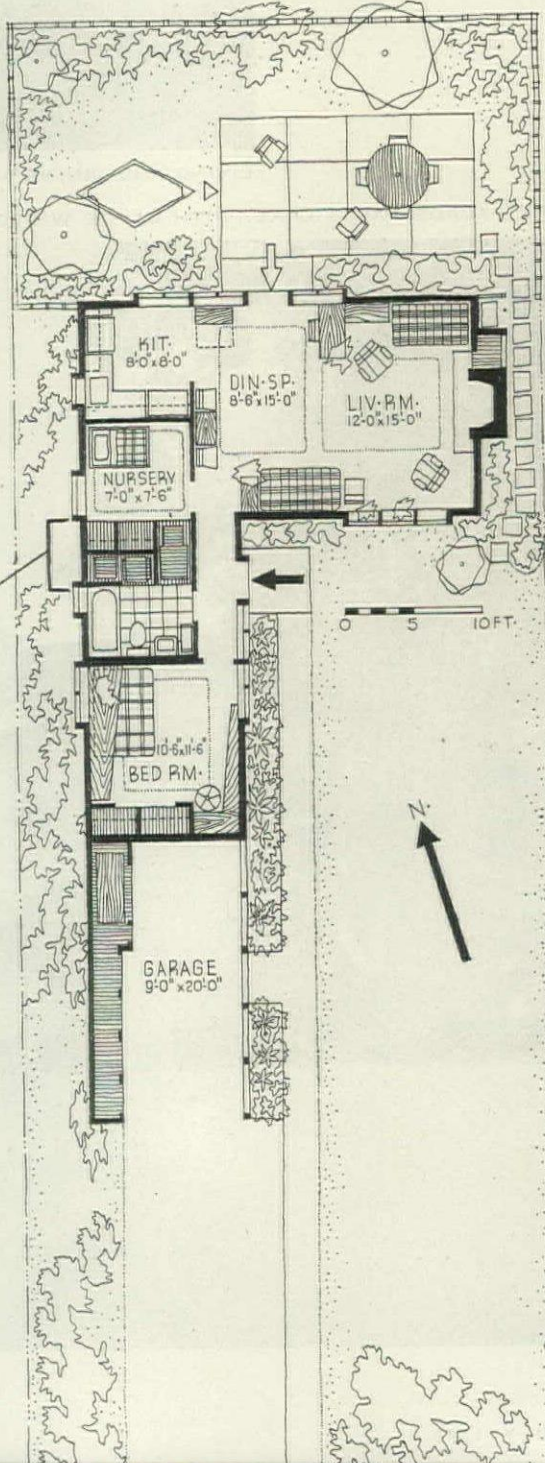 KIT.
8'-0"x8'-0"
DIN·SP.
8'-6"x15'-0"
LIV·RM·
12'-0"x15'-0"
NURSERY
7'-0"x7'-6"
0 5 10FT·
10'-6"x11'-6"
BED RM·
N·
GARAGE
9'-0"x20'-0"